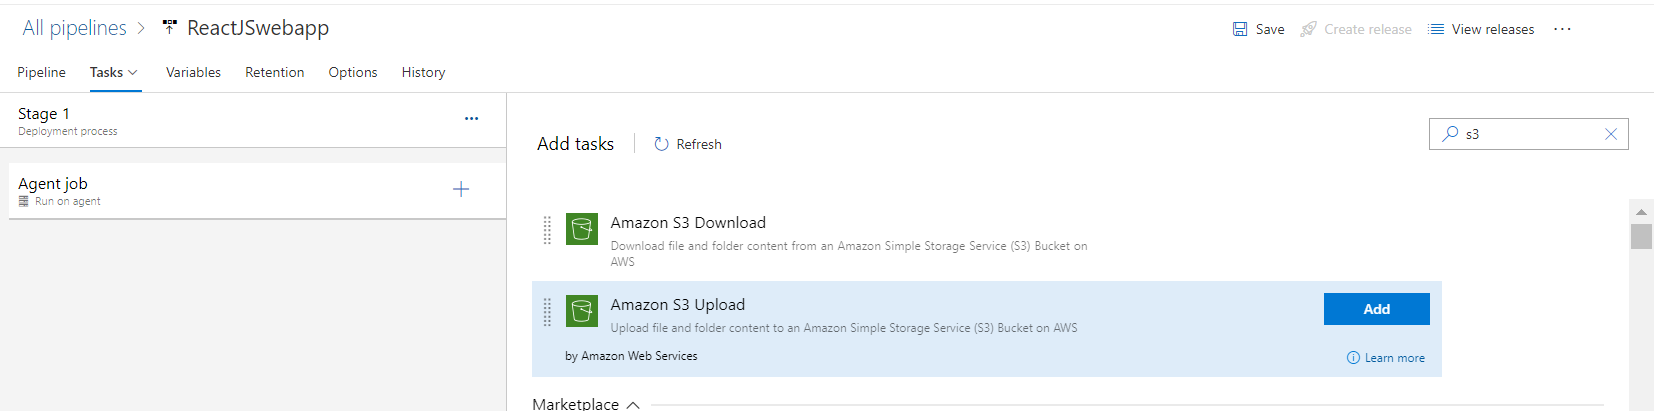 All pipelines > ReactJSwebapp
Save Create release View releases ...
Pipeline Tasks Variables Retention Options History
Stage 1
Deployment process
...
Add tasks Refresh
s3
Agent job
Run on agent
Amazon S3 Download
Download file and folder content from an Amazon Simple Storage Service (S3) Bucket on
AWS
Amazon S3 Upload
Upload file and folder content to an Amazon Simple Storage Service (S3) Bucket on AWS
by Amazon Web Services
Add
Learn more
Marketplace